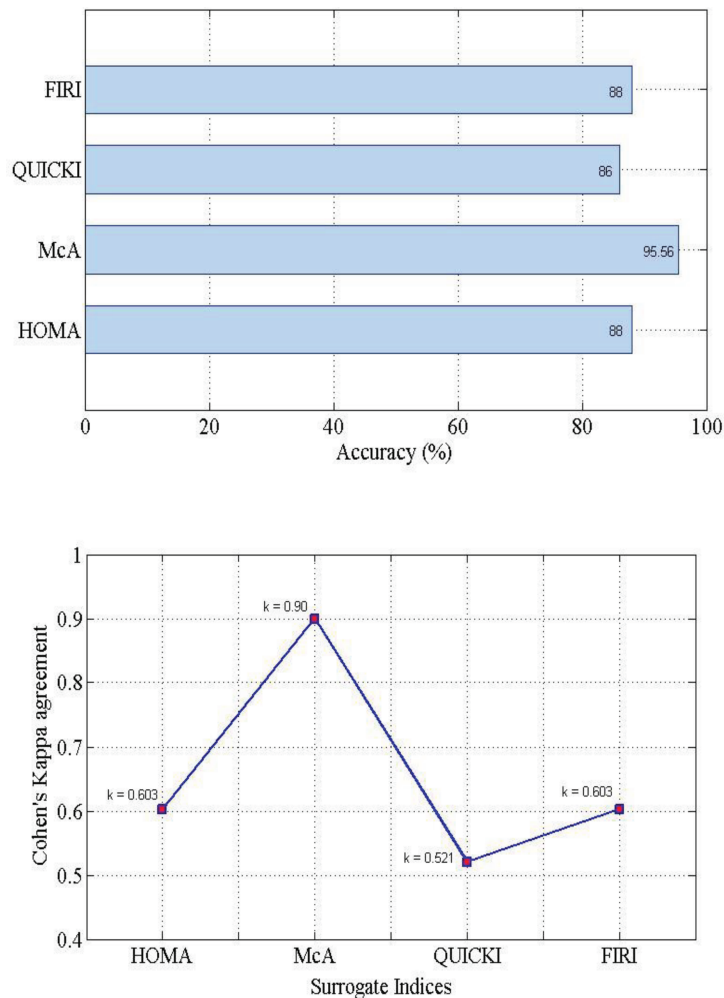 FIRI
88
QUICKI
86
McA
95.56
HOMA
88
0 20 40 60 80 100
Accuracy (%)
1
0.9
0.8
0.7
0.6
0.5
0.4
Cohen's Kappa agreement
k = 0.90
k = 0.603
k = 0.603
k = 0.521
HOMA McA QUICKI FIRI
Surrogate Indices